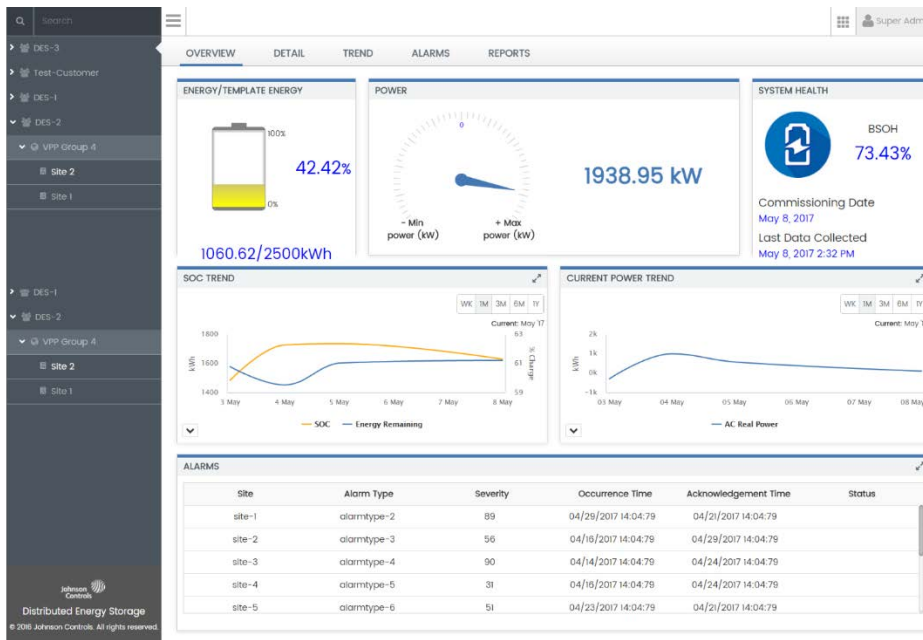 Search
DES-3
Test-Customer
DES-1
DES-2
VPP Group 4
Site 2
Site 1
DES-1
DES-2
VPP Group 4
Site 2
Site 1
Johnson Controls
Distributed Energy Storage
© 2016 Johnson Controls. All rights reserved.
Super Adm
OVERVIEW DETAIL TREND ALARMS REPORTS
ENERGY/TEMPLATE ENERGY
100%
42.42%
0%
1060.62/2500kWh
POWER
0
- Min power (kW)
+ Max power (kW)
1938.95 kW
SYSTEM HEALTH
BSOH
73.43%
Commissioning Date
May 8, 2017
Last Data Collected
May 8, 2017 2:32 PM
SOC TREND
WK 1M 3M 6M 1Y
Current: May '17
1800 63
1600 61
1400 59
kWh
% Charge
3 May 4 May 5 May 6 May 7 May 8 May
SOC Energy Remaining
CURRENT POWER TREND
WK 1M 3M 6M 1Y
Current: May '1
2k
1k
0k
-1k
kWh
03 May 04 May 05 May 06 May 07 May 08 May
AC Real Power
ALARMS
Site Alarm Type Severity Occurrence Time Acknowledgement Time Status
site-1 alarmtype-2 89 04/29/2017 14:04:79 04/21/2017 14:04:79
site-2 alarmtype-3 56 04/16/2017 14:04:79 04/29/2017 14:04:79
site-3 alarmtype-4 90 04/14/2017 14:04:79 04/24/2017 14:04:79
site-4 alarmtype-5 31 04/15/2017 14:04:79 04/24/2017 14:04:79
site-5 alarmtype-6 51 04/23/2017 14:04:79 04/21/2017 14:04:79